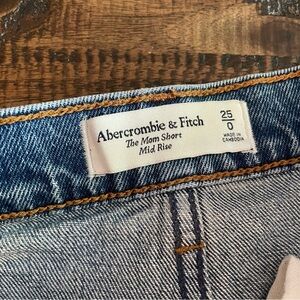 Abercrombie & Fitch
The Mom Short
Mid Rise
25
0
MADE IN
CAMBODIA